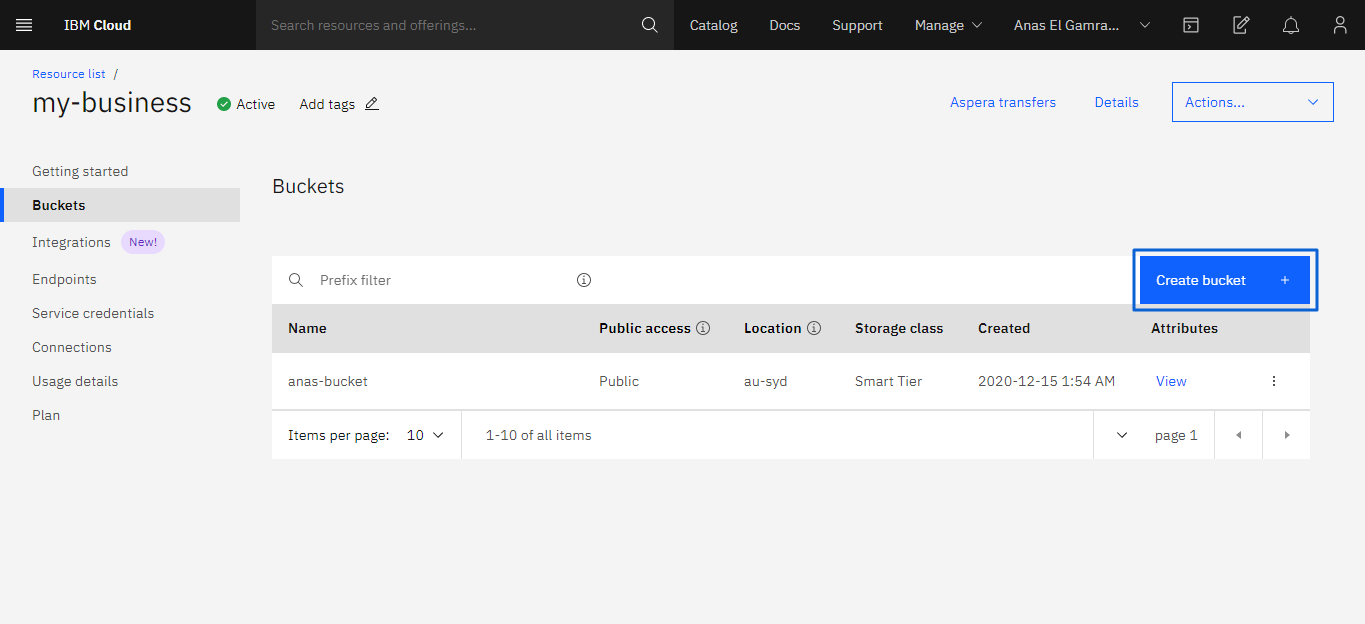 IBM Cloud Search resources and offerings... Catalog Docs Support Manage Anas El Gamra...
Resource list /
my-business Active Add tags Aspera transfers Details Actions...
Getting started
Buckets
Integrations New!
Endpoints
Service credentials
Connections
Usage details
Plan
Buckets
Prefix filter Create bucket +
Name Public access Location Storage class Created Attributes
anas-bucket Public au-syd Smart Tier 2020-12-15 1:54 AM View
Items per page: 10 1-10 of all items page 1